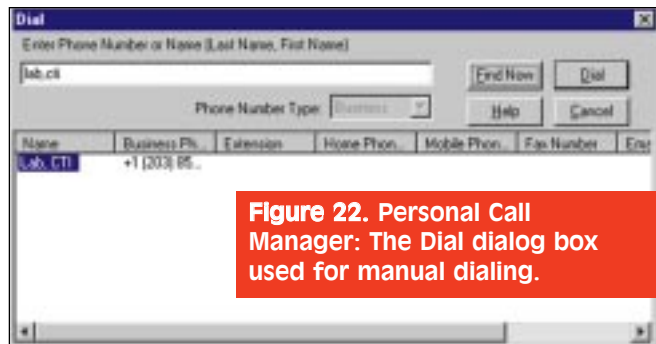 Dial
Enter Phone Number or Name (Last Name, First Name)
lab,cti
Find Now
Dial
Phone Number Type: Business
Help
Cancel
Name Business Ph... Extension Home Phon... Mobile Phon... Fax Number
Lab, CTI +1 (203) 85...
Figure 22. Personal Call
Manager: The Dial dialog box
used for manual dialing.